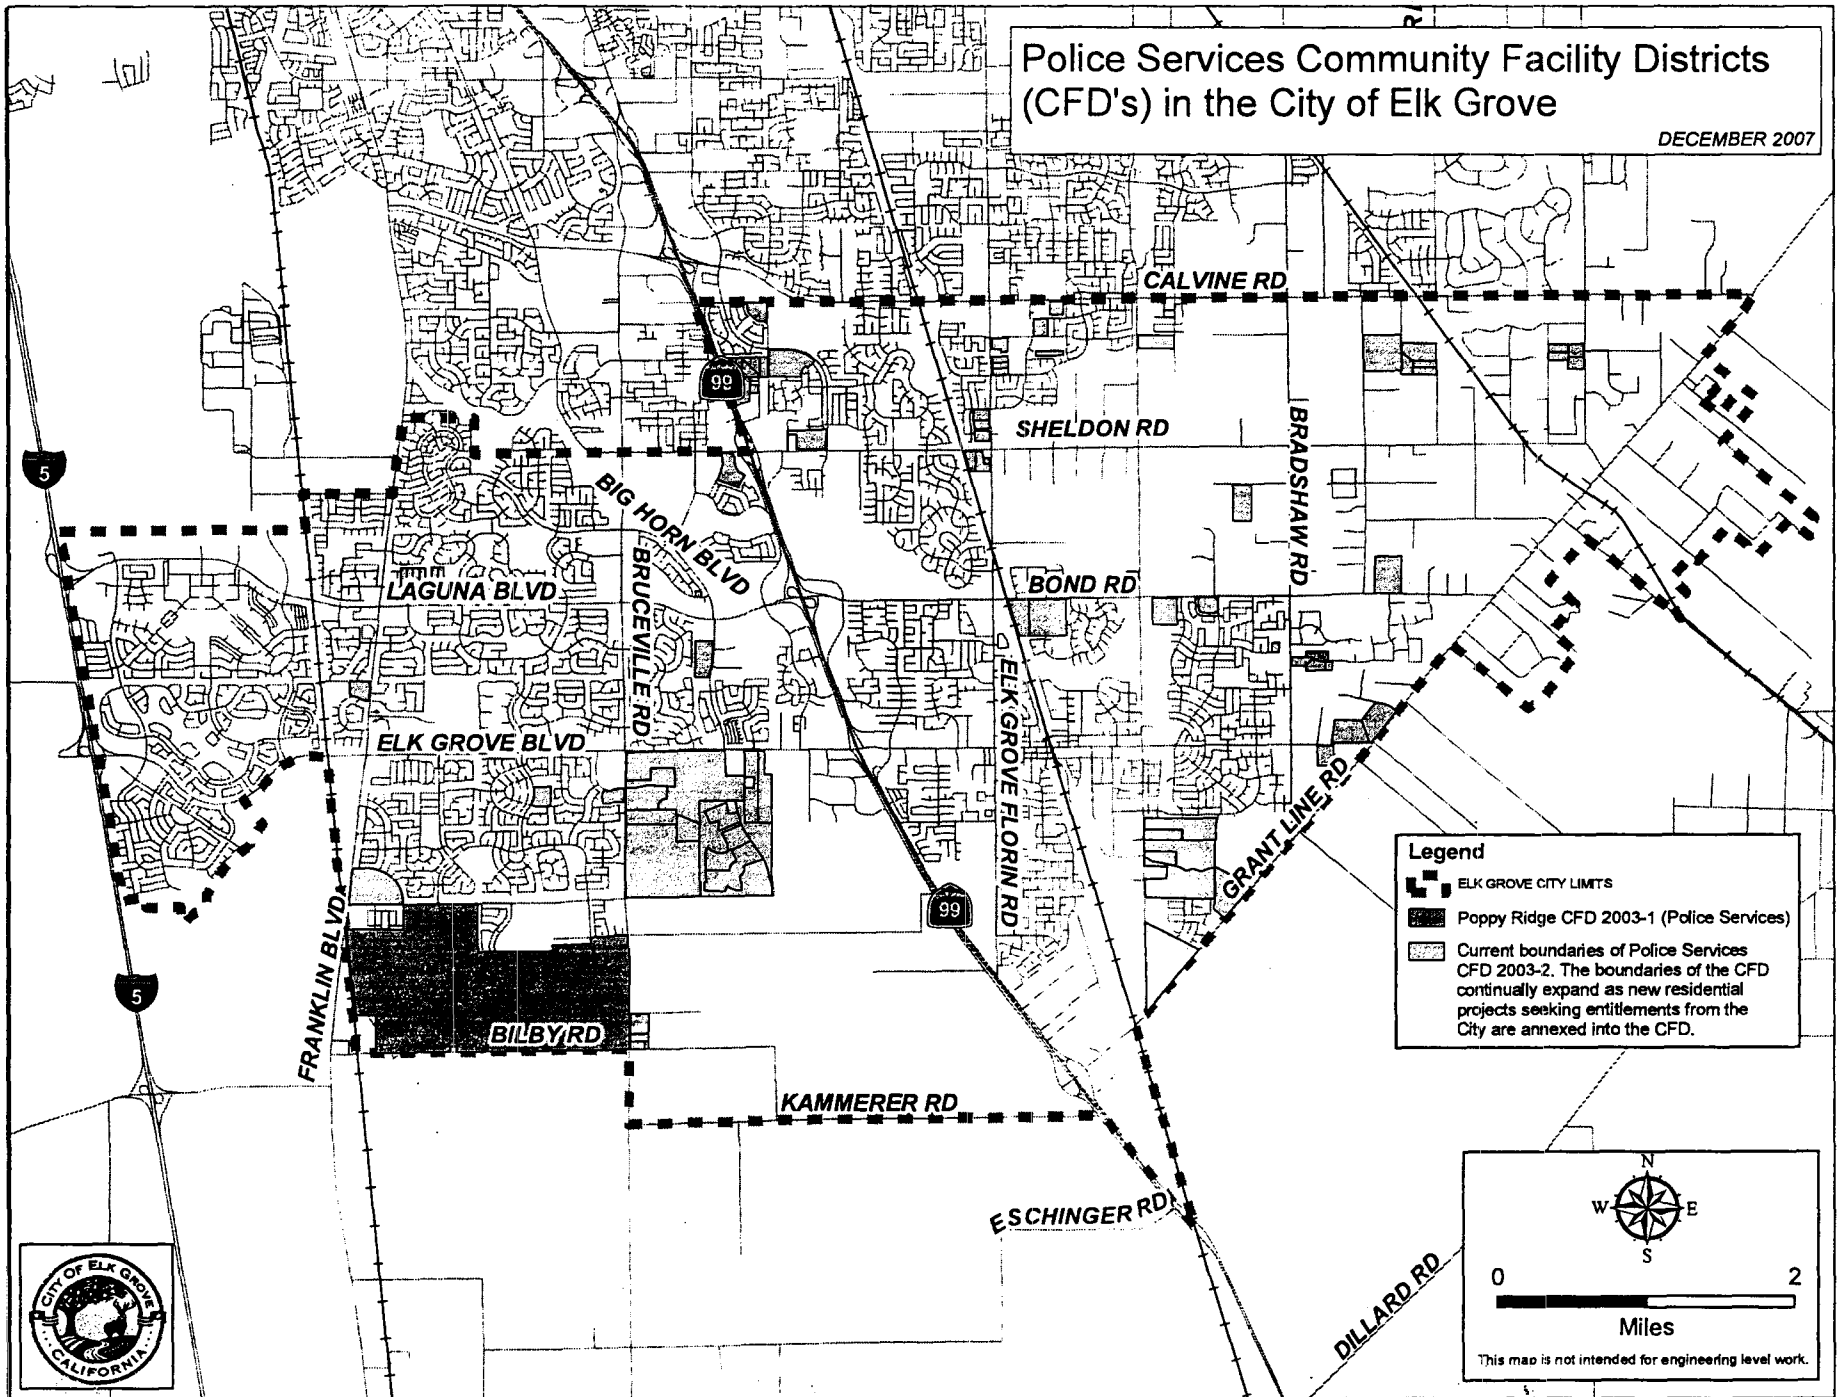 Police Services Community Facility Districts
(CFD's) in the City of Elk Grove
DECEMBER 2007
CALVINE RD
99
SHELDON RD
BRADSHAW RD
5
BIG HORN BLVD
BRUCEVILLE RD
LAGUNA BLVD
BOND RD
ELK GROVE BLVD
ELK GROVE FLORIN RD
GRANT LINE RD
Legend
ELK GROVE CITY LIMITS
Poppy Ridge CFD 2003-1 (Police Services)
Current boundaries of Police Services
CFD 2003-2. The boundaries of the CFD
continually expand as new residential
projects seeking entitlements from the
City are annexed into the CFD.
99
FRANKLIN BLVD
5
BILBY RD
KAMMERER RD
ESCHINGER RD
DILLARD RD
N
W E
S
0 2
Miles
This map is not intended for engineering level work.
CITY OF ELK GROVE
CALIFORNIA